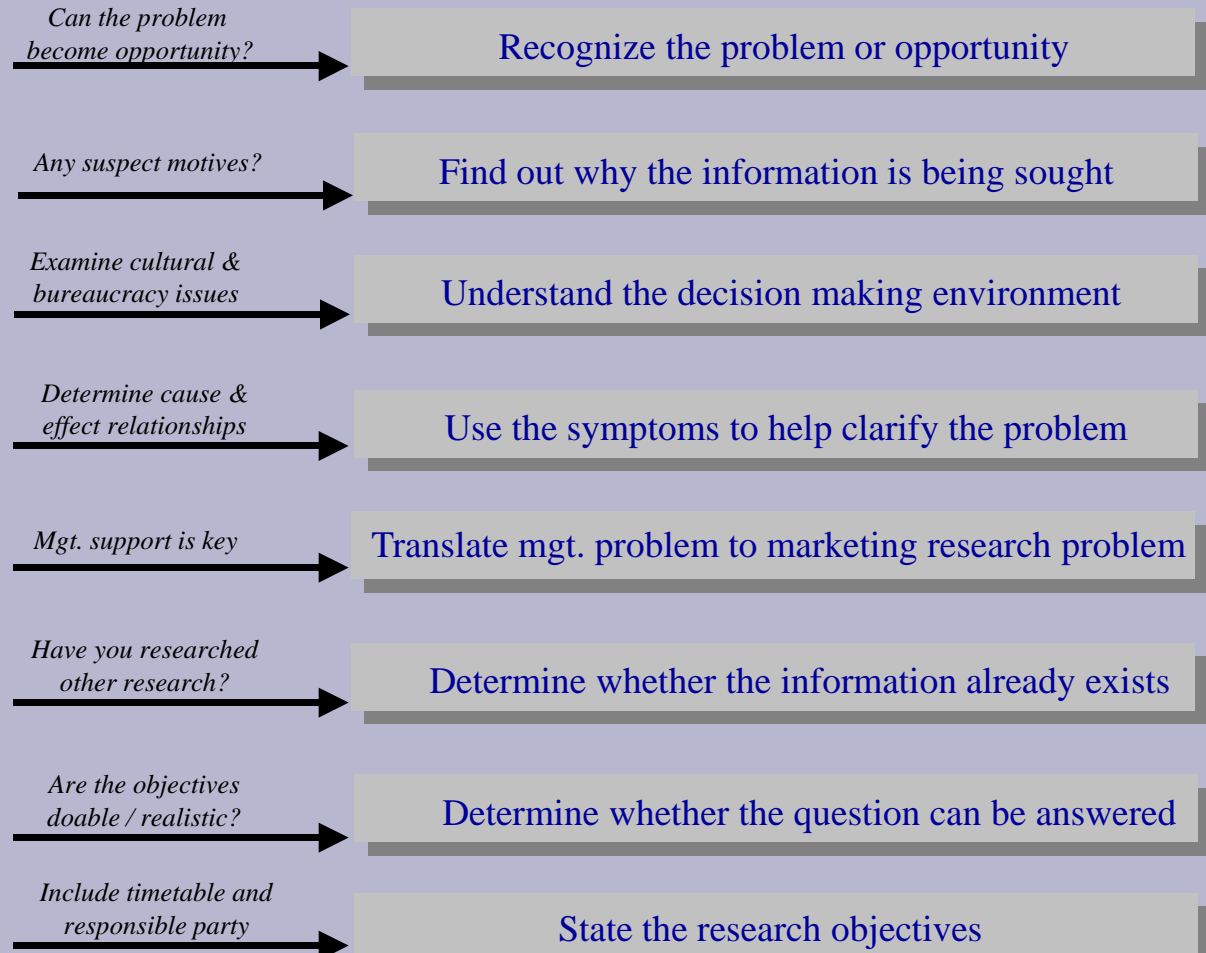 Can the problem
become opportunity?
Recognize the problem or opportunity
Any suspect motives?
Find out why the information is being sought
Examine cultural &
bureaucracy issues
Understand the decision making environment
Determine cause &
effect relationships
Use the symptoms to help clarify the problem
Mgt. support is key
Translate mgt. problem to marketing research problem
Have you researched
other research?
Determine whether the information already exists
Are the objectives
doable / realistic?
Determine whether the question can be answered
Include timetable and
responsible party
State the research objectives